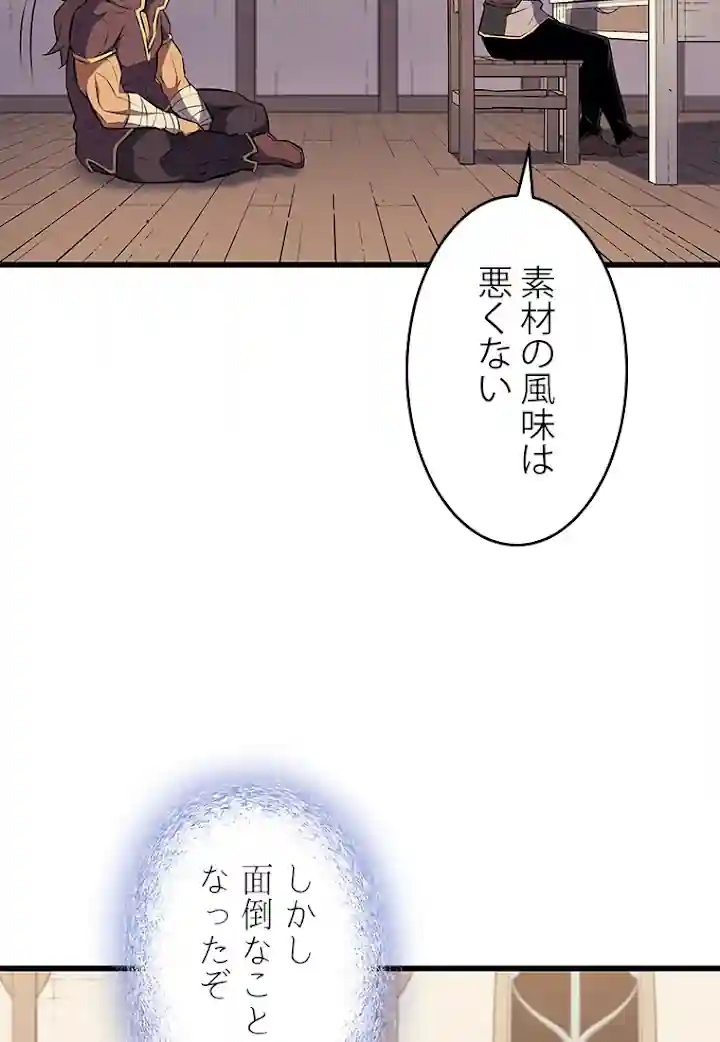 素材の風味は
悪くない
しかし
面倒なこと
なったぞ